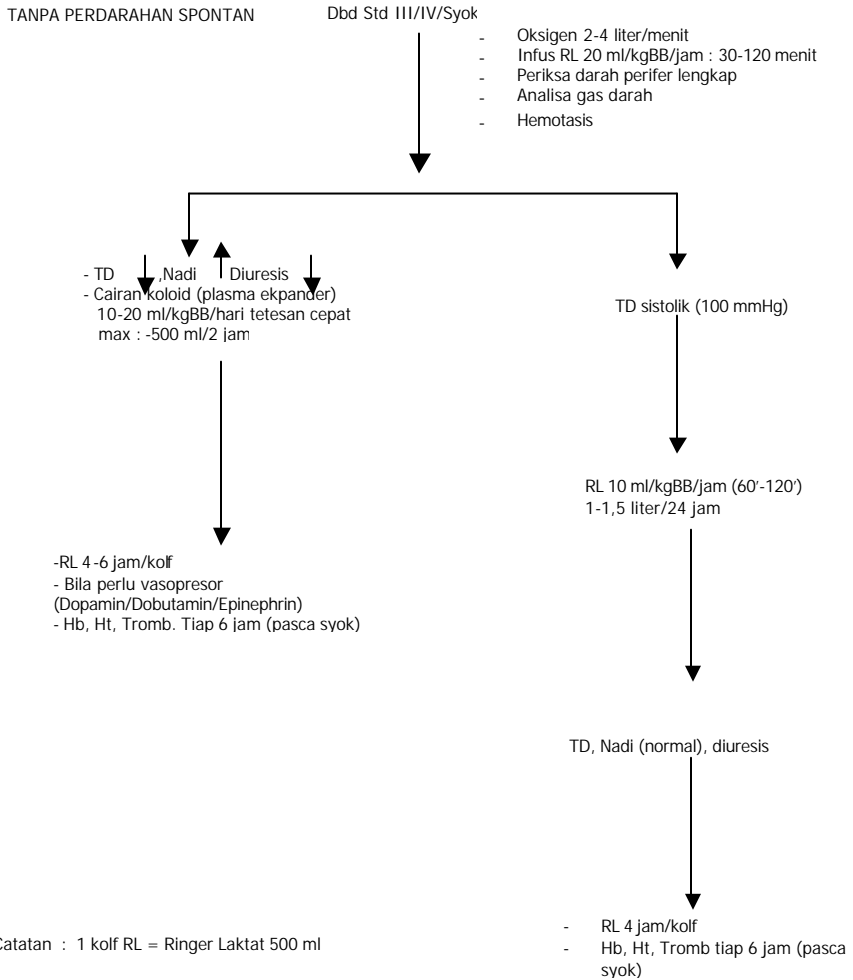 TANPA PERDARAHAN SPONTAN
Dbd Std III/IV/Syok
- Oksigen 2-4 liter/menit
- Infus RL 20 ml/kgBB/jam : 30-120 menit
- Periksa darah perifer lengkap
- Analisa gas darah
- Hemotasis
- TD ,Nadi Diuresis
- Cairan koloid (plasma ekpander)
10-20 ml/kgBB/hari tetesan cepat
max : -500 ml/2 jam
TD sistolik (100 mmHg)
RL 10 ml/kgBB/jam (60'-120')
1-1,5 liter/24 jam
-RL 4-6 jam/kolf
- Bila perlu vasopresor
(Dopamin/Dobutamin/Epinephrin)
- Hb, Ht, Tromb. Tiap 6 jam (pasca syok)
TD, Nadi (normal), diuresis
- RL 4 jam/kolf
- Hb, Ht, Tromb tiap 6 jam (pasca
syok)
Catatan : 1 kolf RL = Ringer Laktat 500 ml